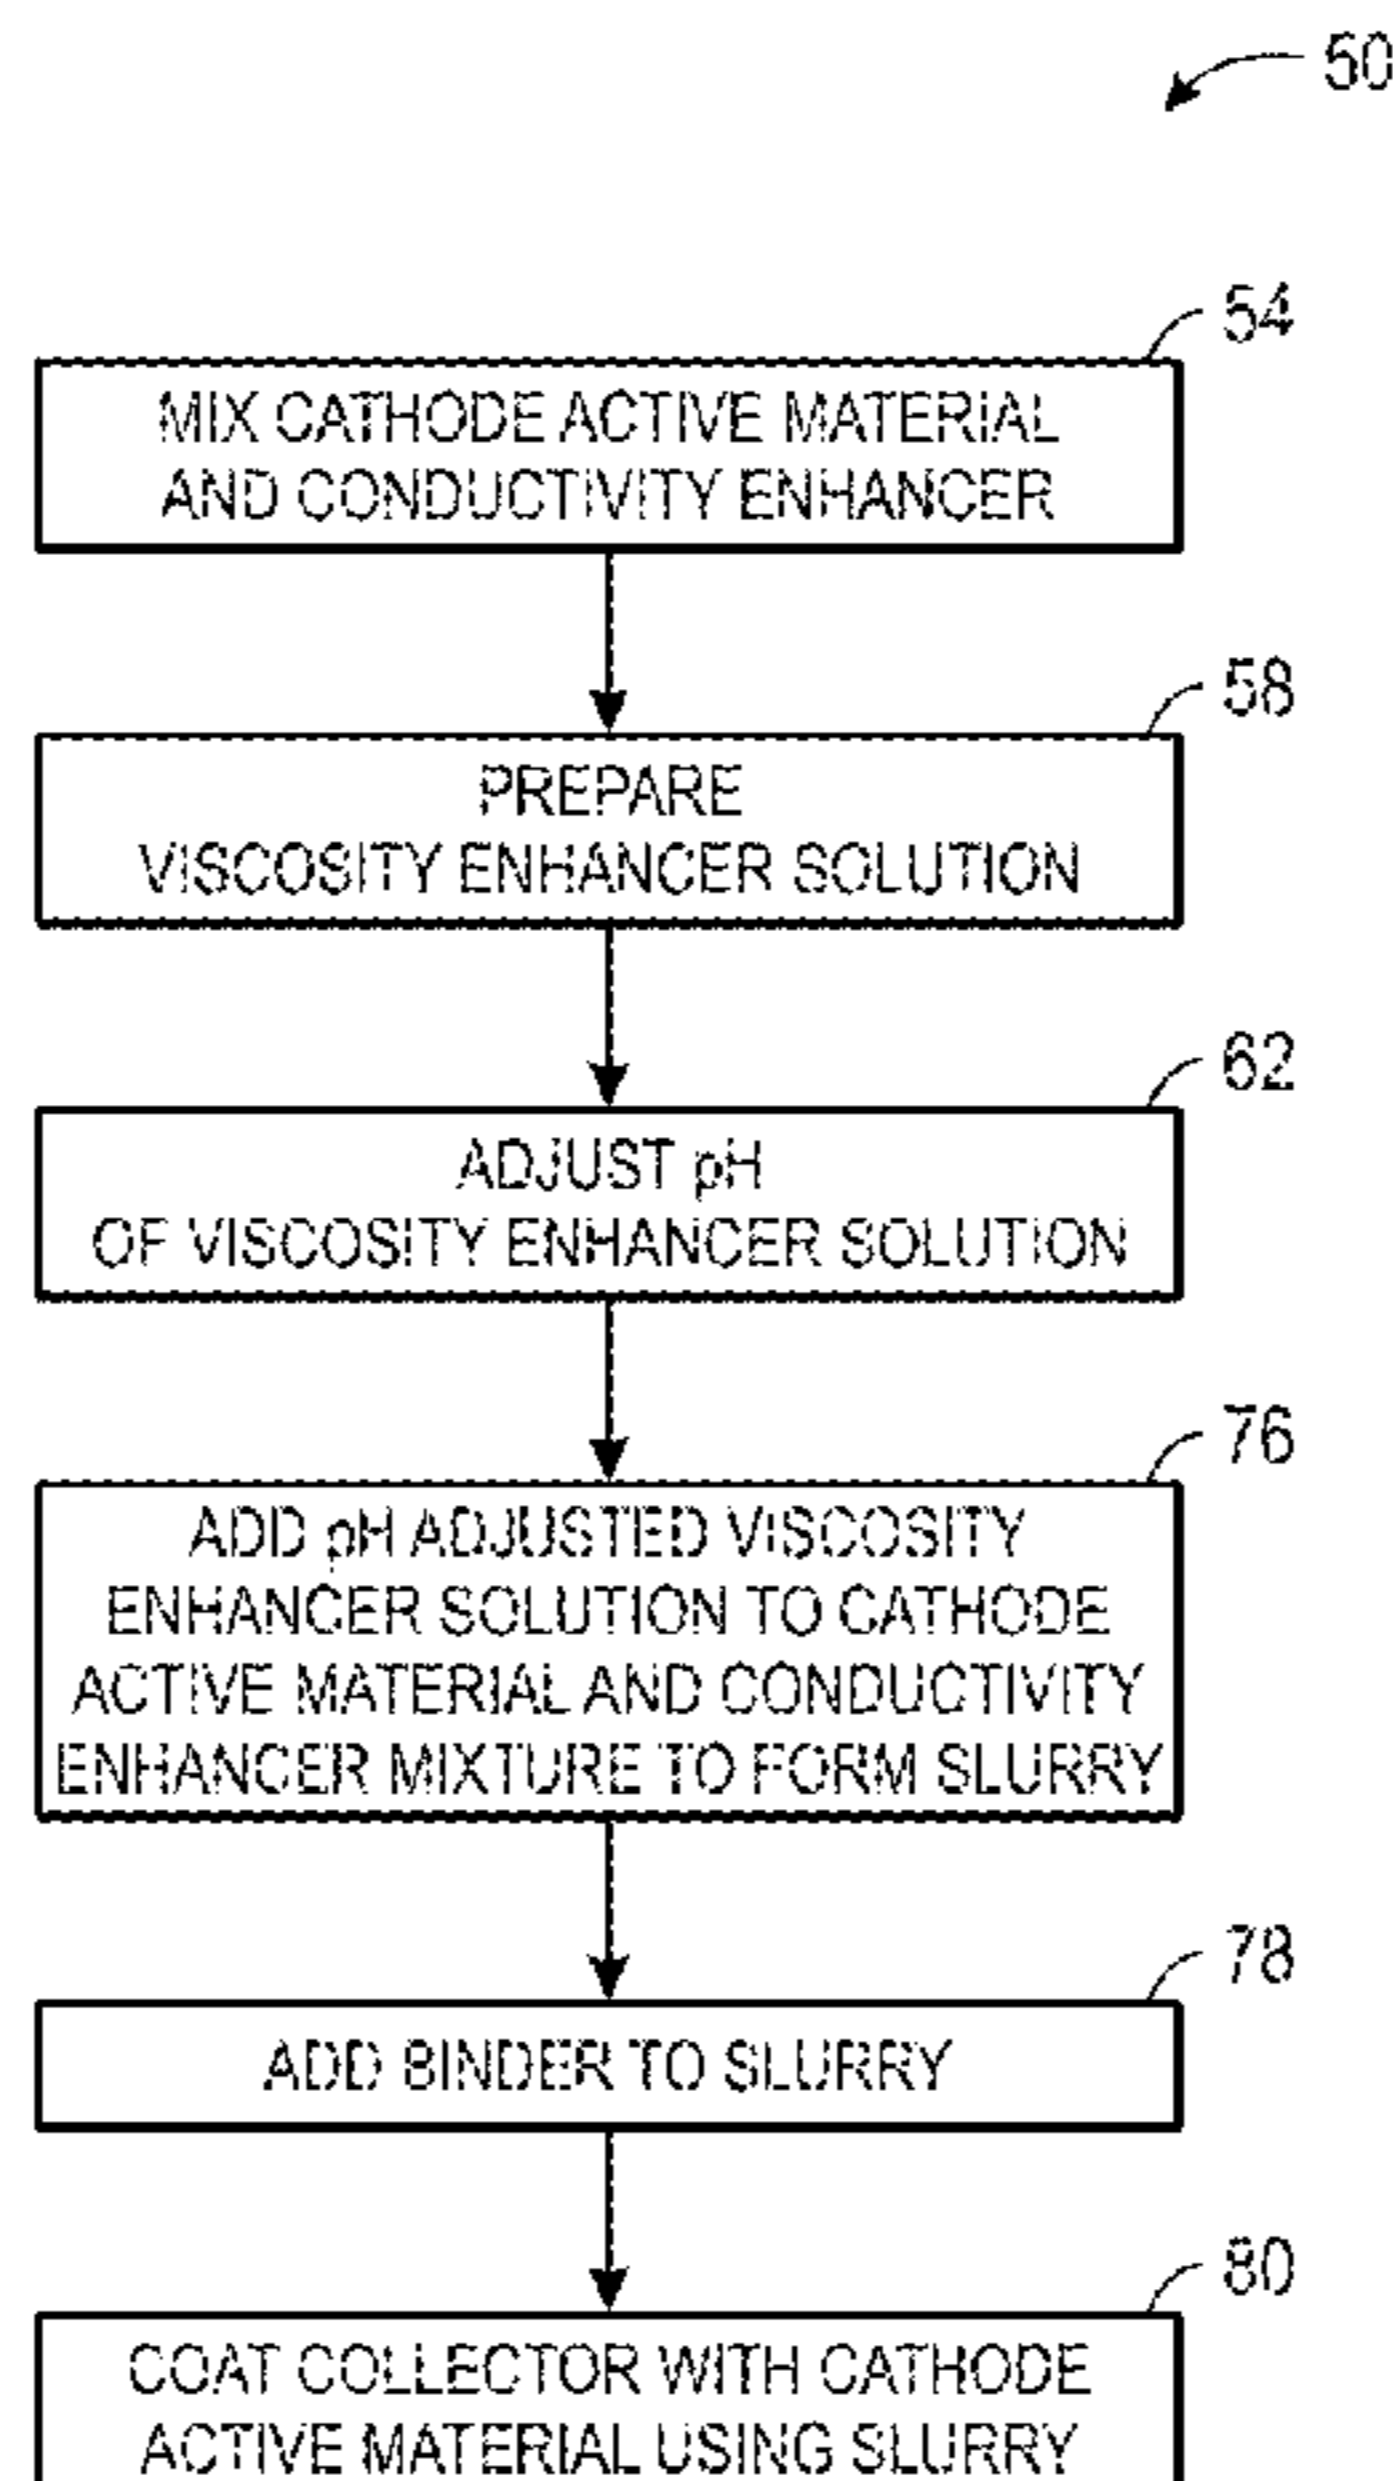 50
54
MIX CATHODE ACTIVE MATERIAL
AND CONDUCTIVITY ENHANCER
58
PREPARE
VISCOSITY ENHANCER SOLUTION
62
ADJUST pH
OF VISCOSITY ENHANCER SOLUTION
76
ADD pH ADJUSTED VISCOSITY
ENHANCER SOLUTION TO CATHODE
ACTIVE MATERIAL AND CONDUCTIVITY
ENHANCER MIXTURE TO FORM SLURRY
78
ADD BINDER TO SLURRY
80
COAT COLLECTOR WITH CATHODE
ACTIVE MATERIAL USING SLURRY